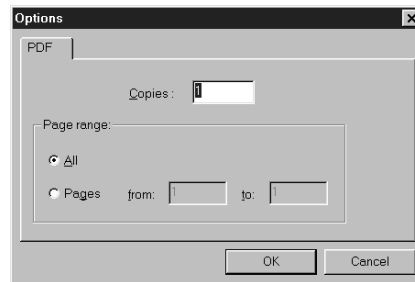 Options
PDF
Copies: 1
Page range:
All
Pages from: 1 to: 1
OK Cancel